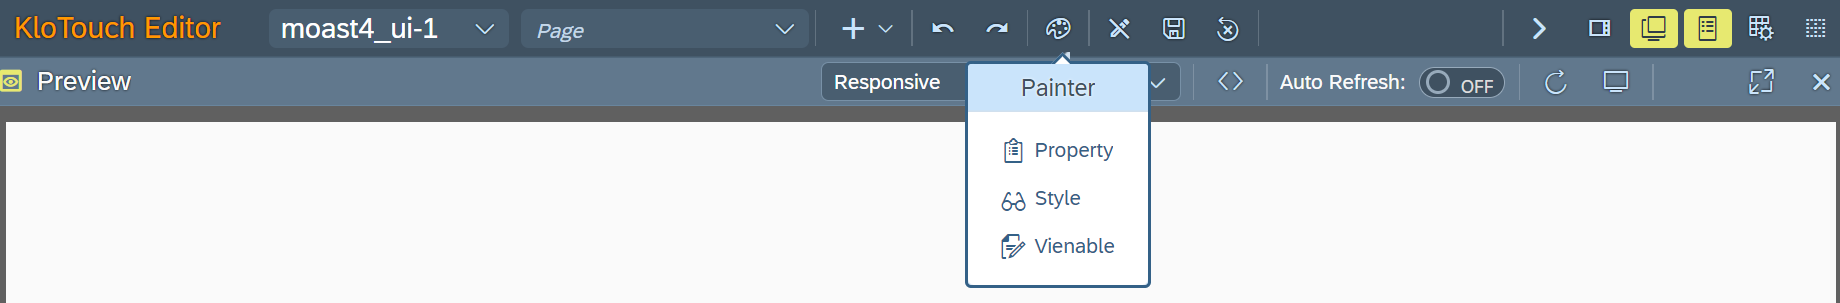 KloTouch Editor moast4_ui-1 Page
Preview Responsive Auto Refresh: OFF
Painter
Property
Style
Vienable